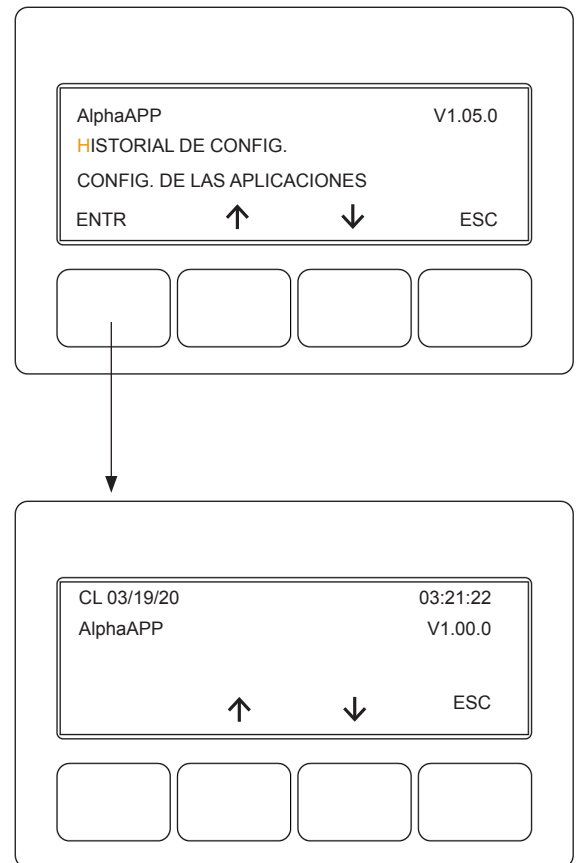 AlphaAPP V1.05.0
HISTORIAL DE CONFIG.
CONFIG. DE LAS APLICACIONES
ENTR ↑ ↓ ESC
CL 03/19/20 03:21:22
AlphaAPP V1.00.0
↑ ↓ ESC